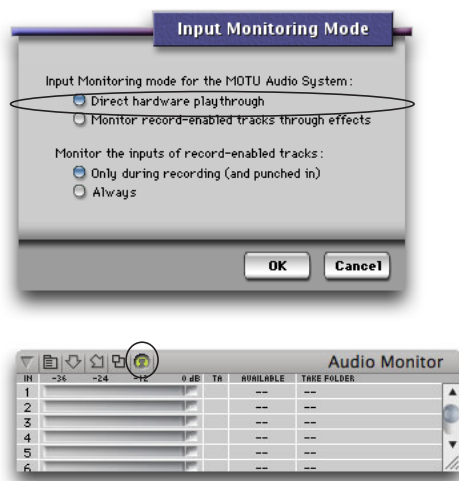 Input Monitoring Mode
Input Monitoring mode for the MOTU Audio System:
Direct hardware playthrough
Monitor record-enabled tracks through effects
Monitor the inputs of record-enabled tracks:
Only during recording (and punched in)
Always
OK Cancel
Audio Monitor
IN -36 -24 -12 0 dB TA AVAILABLE TAKE FOLDER
1 -- --
2 -- --
3 -- --
4 -- --
5 -- --
6 -- --